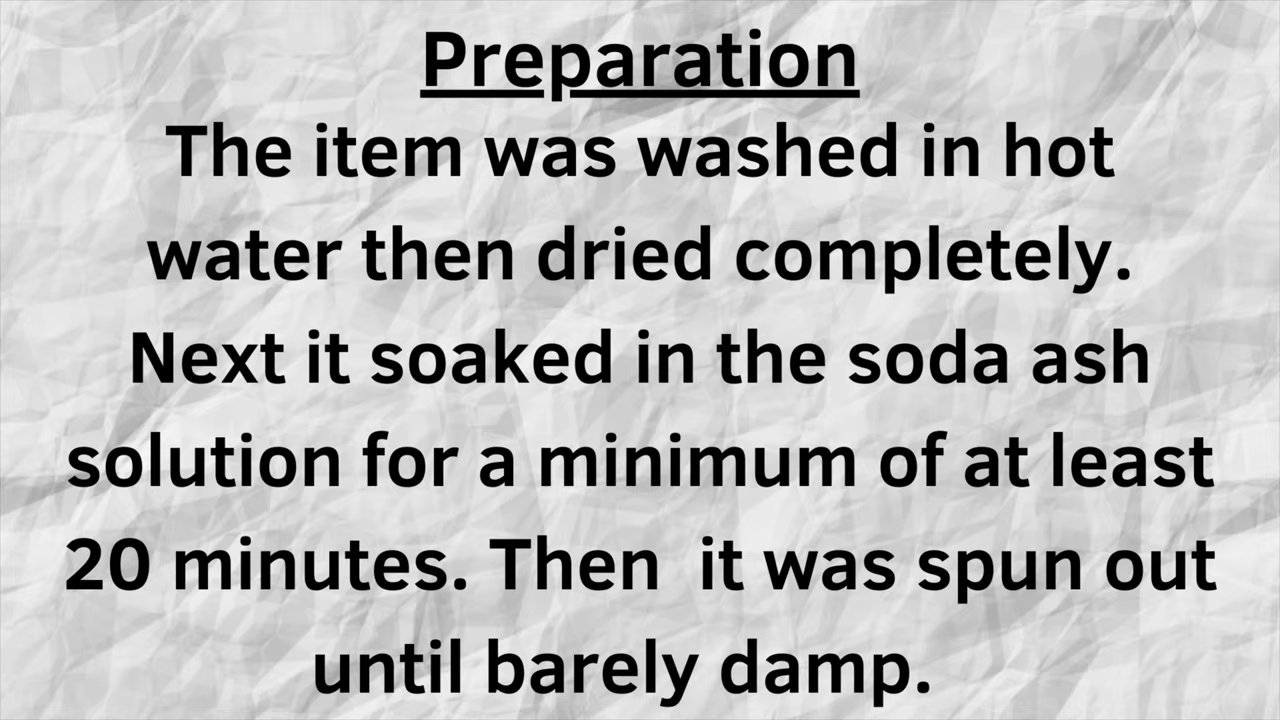 Preparation
The item was washed in hot
water then dried completely.
Next it soaked in the soda ash
solution for a minimum of at least
20 minutes. Then  it was spun out
until barely damp.